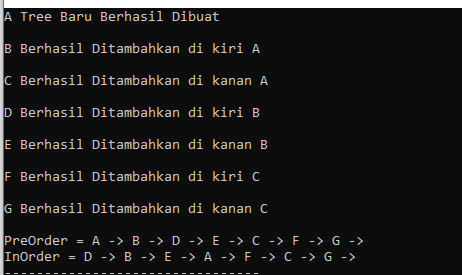 A Tree Baru Berhasil Dibuat
B Berhasil Ditambahkan di kiri A
C Berhasil Ditambahkan di kanan A
D Berhasil Ditambahkan di kiri B
E Berhasil Ditambahkan di kanan B
F Berhasil Ditambahkan di kiri C
G Berhasil Ditambahkan di kanan C
PreOrder = A -> B -> D -> E -> C -> F -> G ->
InOrder = D -> B -> E -> A -> F -> C -> G ->
--------------------------------